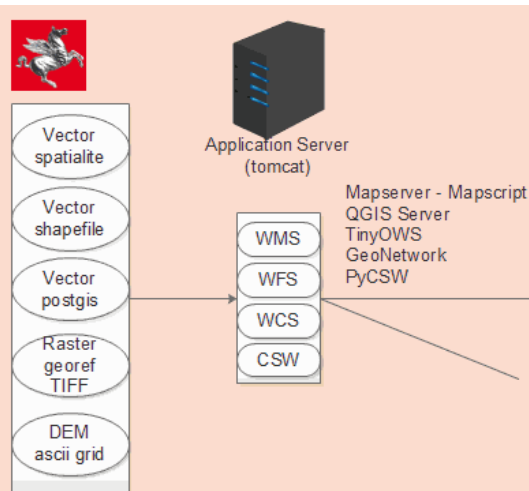 Vector
spatialite
Vector
shapefile
Vector
postgis
Raster
georef
TIFF
DEM
ascii grid
Application Server
(tomcat)
WMS
WFS
WCS
CSW
Mapserver - Mapscript
QGIS Server
TinyOWS
GeoNetwork
PyCSW